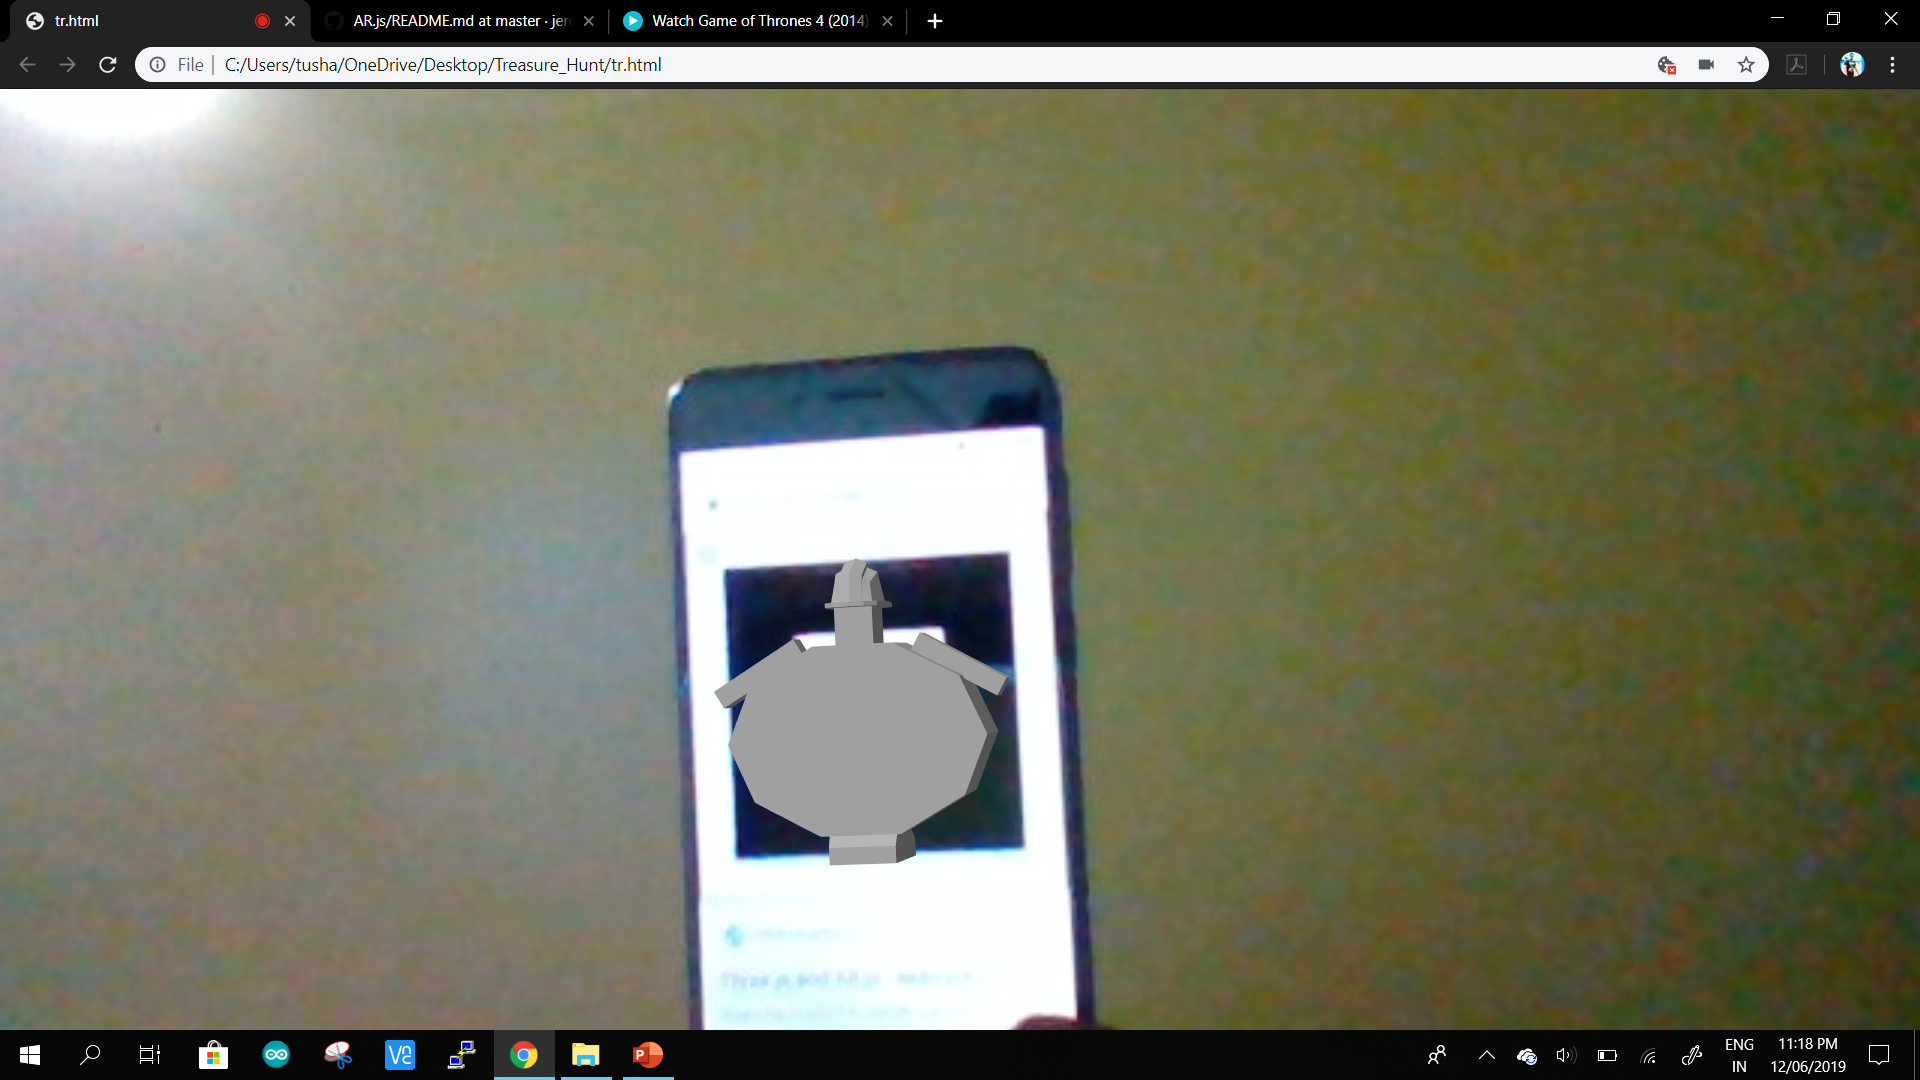 tr.html
AR.js/README.md at master · jer
Watch Game of Thrones 4 (2014)
File
C:/Users/tusha/OneDrive/Desktop/Treasure_Hunt/tr.html
ENG
IN
11:18 PM
12/06/2019